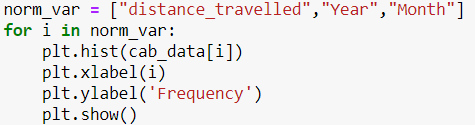 norm_var = ["distance_travelled","Year","Month"]
for i in norm_var:
    plt.hist(cab_data[i])
    plt.xlabel(i)
    plt.ylabel('Frequency')
    plt.show()